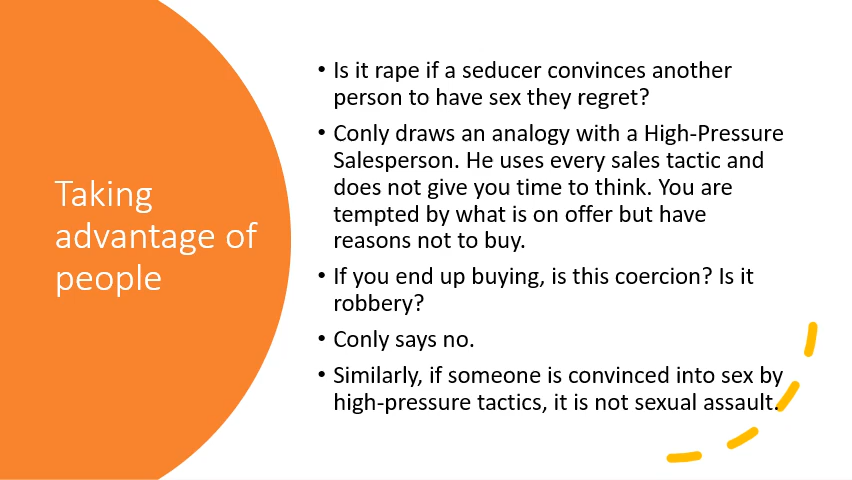 Taking
advantage of
people
• Is it rape if a seducer convinces another
person to have sex they regret?
• Conly draws an analogy with a High-Pressure
Salesperson. He uses every sales tactic and
does not give you time to think. You are
tempted by what is on offer but have
reasons not to buy.
• If you end up buying, is this coercion? Is it
robbery?
• Conly says no.
• Similarly, if someone is convinced into sex by
high-pressure tactics, it is not sexual assault.